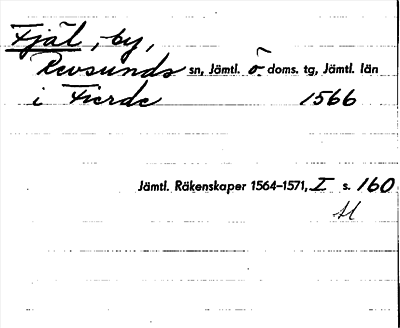 Fjäl, by,
Revsunds sn, Jämtl. ö. doms. tg, Jämtl. län
i Fierde 1566
Jämtl. Räkenskaper 1564–1571, I s. 160